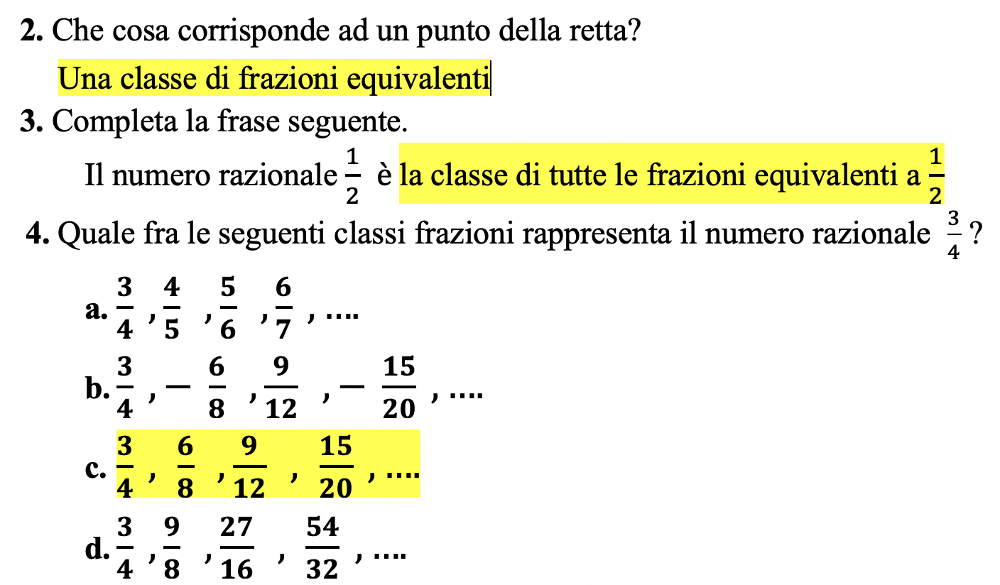 2. Che cosa corrisponde ad un punto della retta?
Una classe di frazioni equivalenti
3. Completa la frase seguente.
Il numero razionale 1/2 è la classe di tutte le frazioni equivalenti a 1/2
4. Quale fra le seguenti classi frazioni rappresenta il numero razionale 3/4 ?
a. 3/4 , 4/5 , 5/6 , 6/7 , ....
b. 3/4 , − 6/8 , 9/12 , − 15/20 , ....
c. 3/4 , 6/8 , 9/12 , 15/20 , ....
d. 3/4 , 9/8 , 27/16 , 54/32 , ....